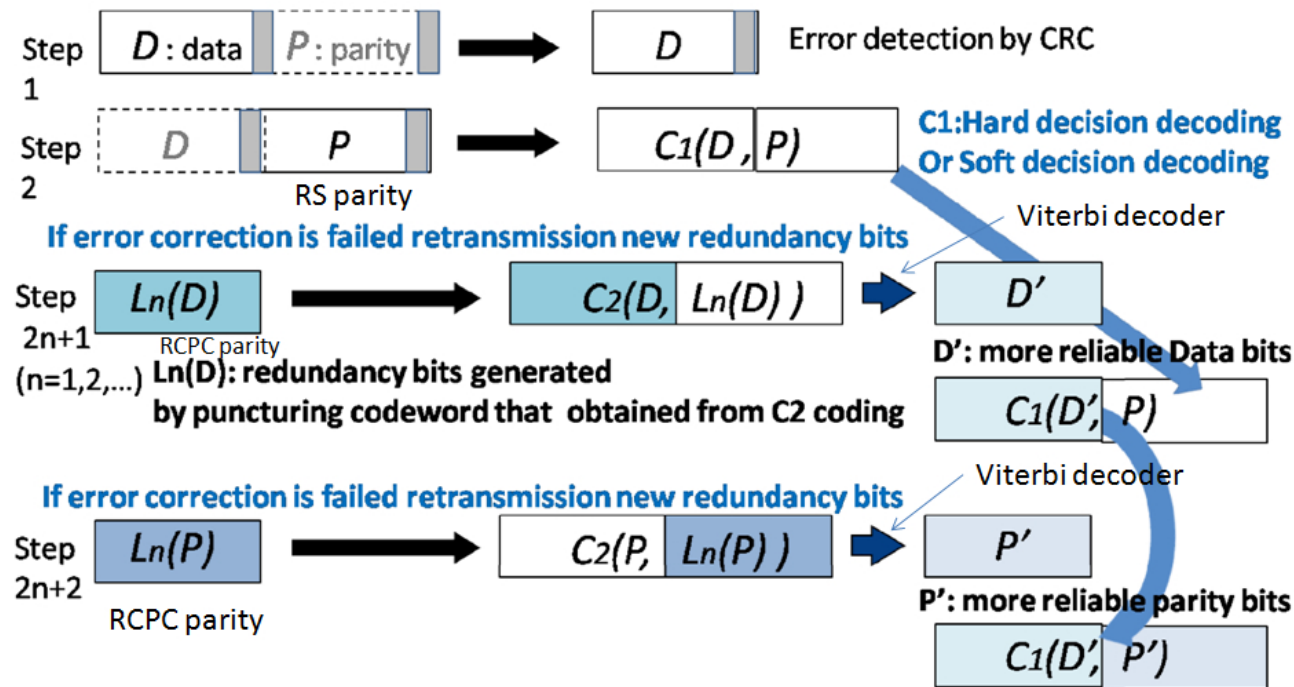 Step
1
D : data
P : parity
D
Error detection by CRC
Step
2
D
P
RS parity
C1(D , P)
C1:Hard decision decoding
Or Soft decision decoding
Viterbi decoder
If error correction is failed retransmission new redundancy bits
Step
2n+1
(n=1,2,...)
Ln(D)
RCPC parity
C2(D, Ln(D) )
D'
D': more reliable Data bits
Ln(D): redundancy bits generated
by puncturing codeword that obtained from C2 coding
C1(D', P)
Viterbi decoder
If error correction is failed retransmission new redundancy bits
Step
2n+2
Ln(P)
RCPC parity
C2(P, Ln(P) )
P'
P': more reliable parity bits
C1(D', P')